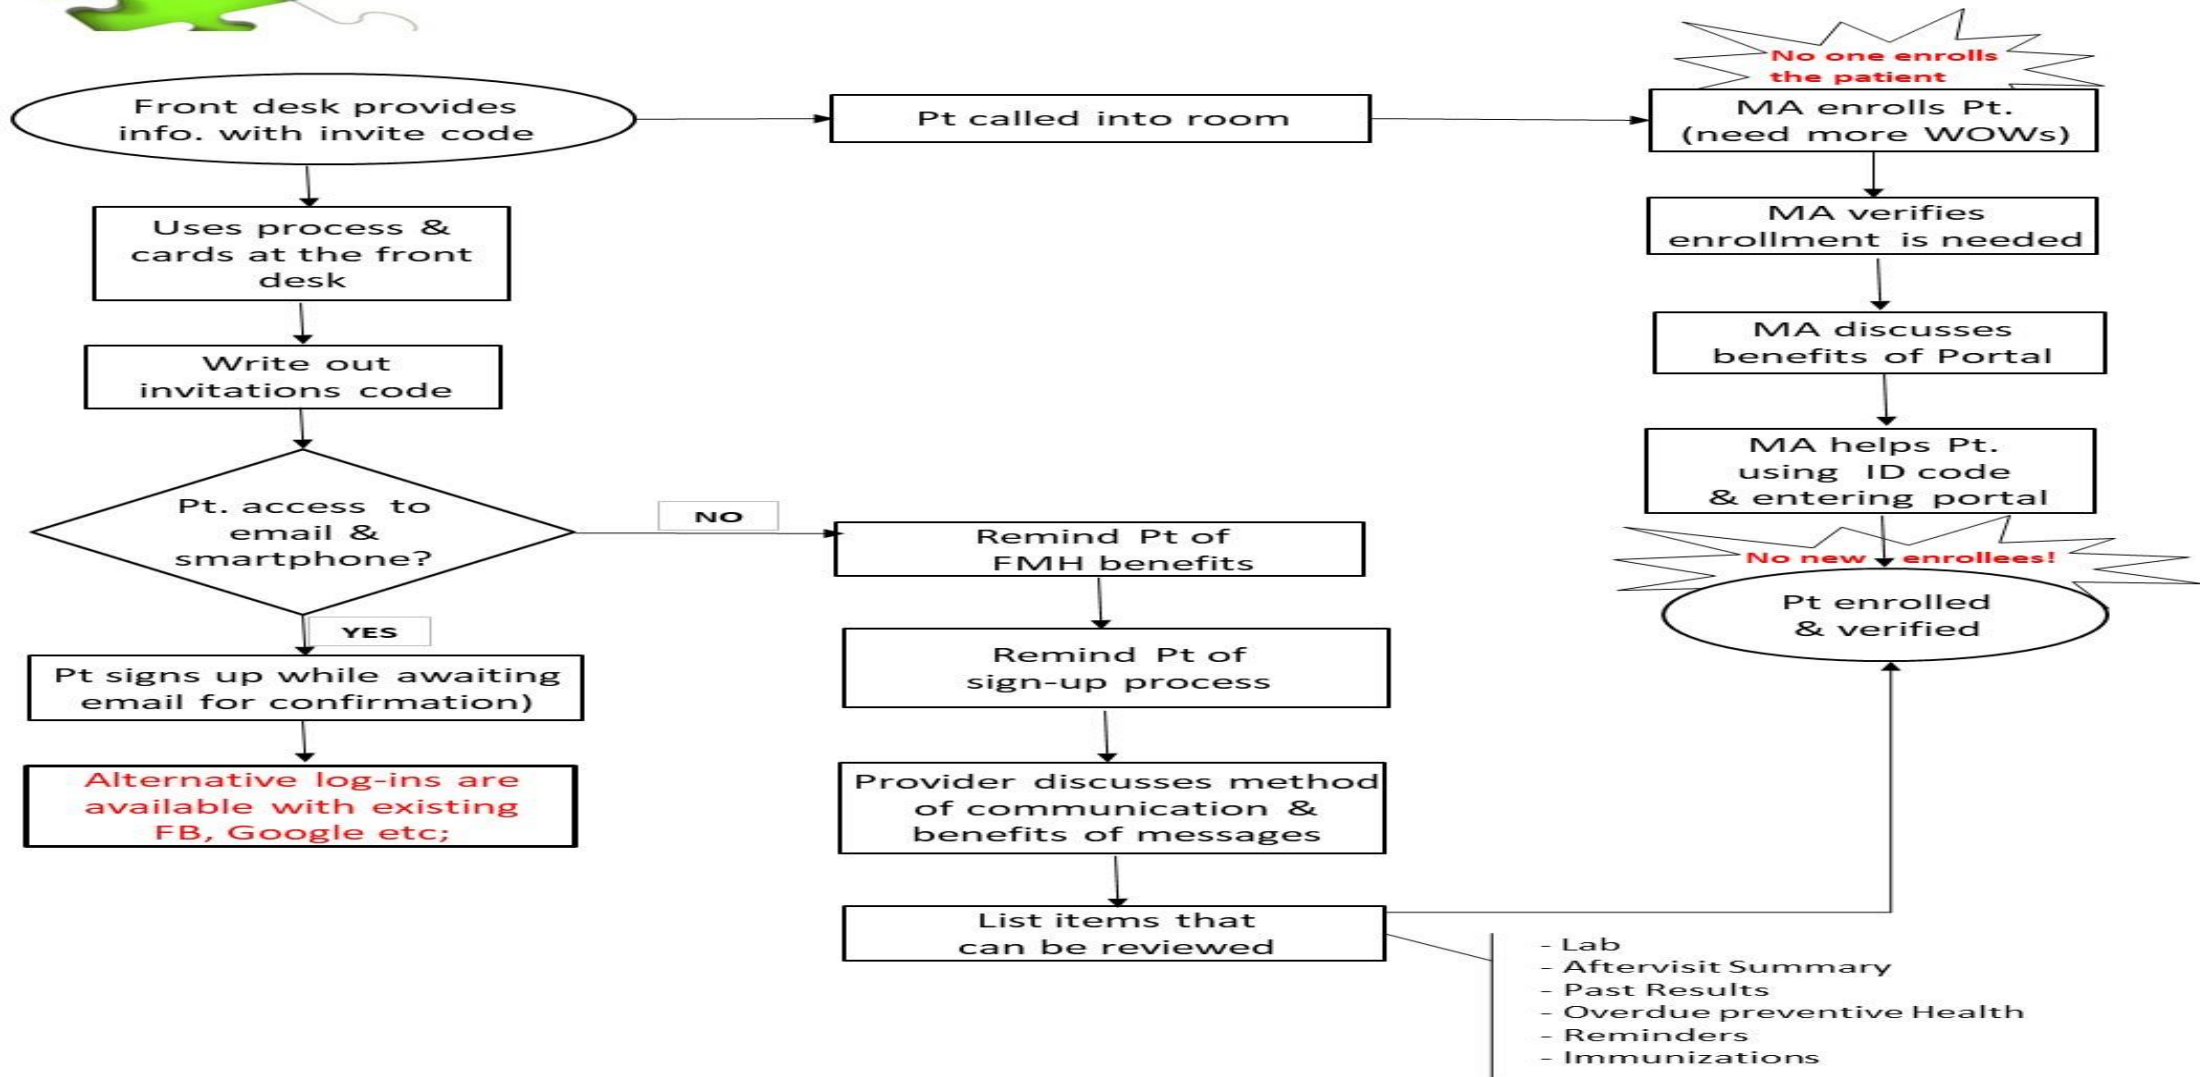 No one enrolls
the patient
Front desk provides
info. with invite code
Pt called into room
MA enrolls Pt.
(need more WOWs)
Uses process &
cards at the front
desk
MA verifies
enrollment is needed
Write out
invitations code
MA discusses
benefits of Portal
Pt. access to
email &
smartphone?
NO
Remind Pt of
FMH benefits
MA helps Pt.
using ID code
& entering portal
No new enrollees!
Pt enrolled
& verified
YES
Pt signs up while awaiting
email for confirmation)
Remind Pt of
sign-up process
Alternative log-ins are
available with existing
FB, Google etc;
Provider discusses method
of communication &
benefits of messages
List items that
can be reviewed
- Lab
- Aftervisit Summary
- Past Results
- Overdue preventive Health
- Reminders
- Immunizations